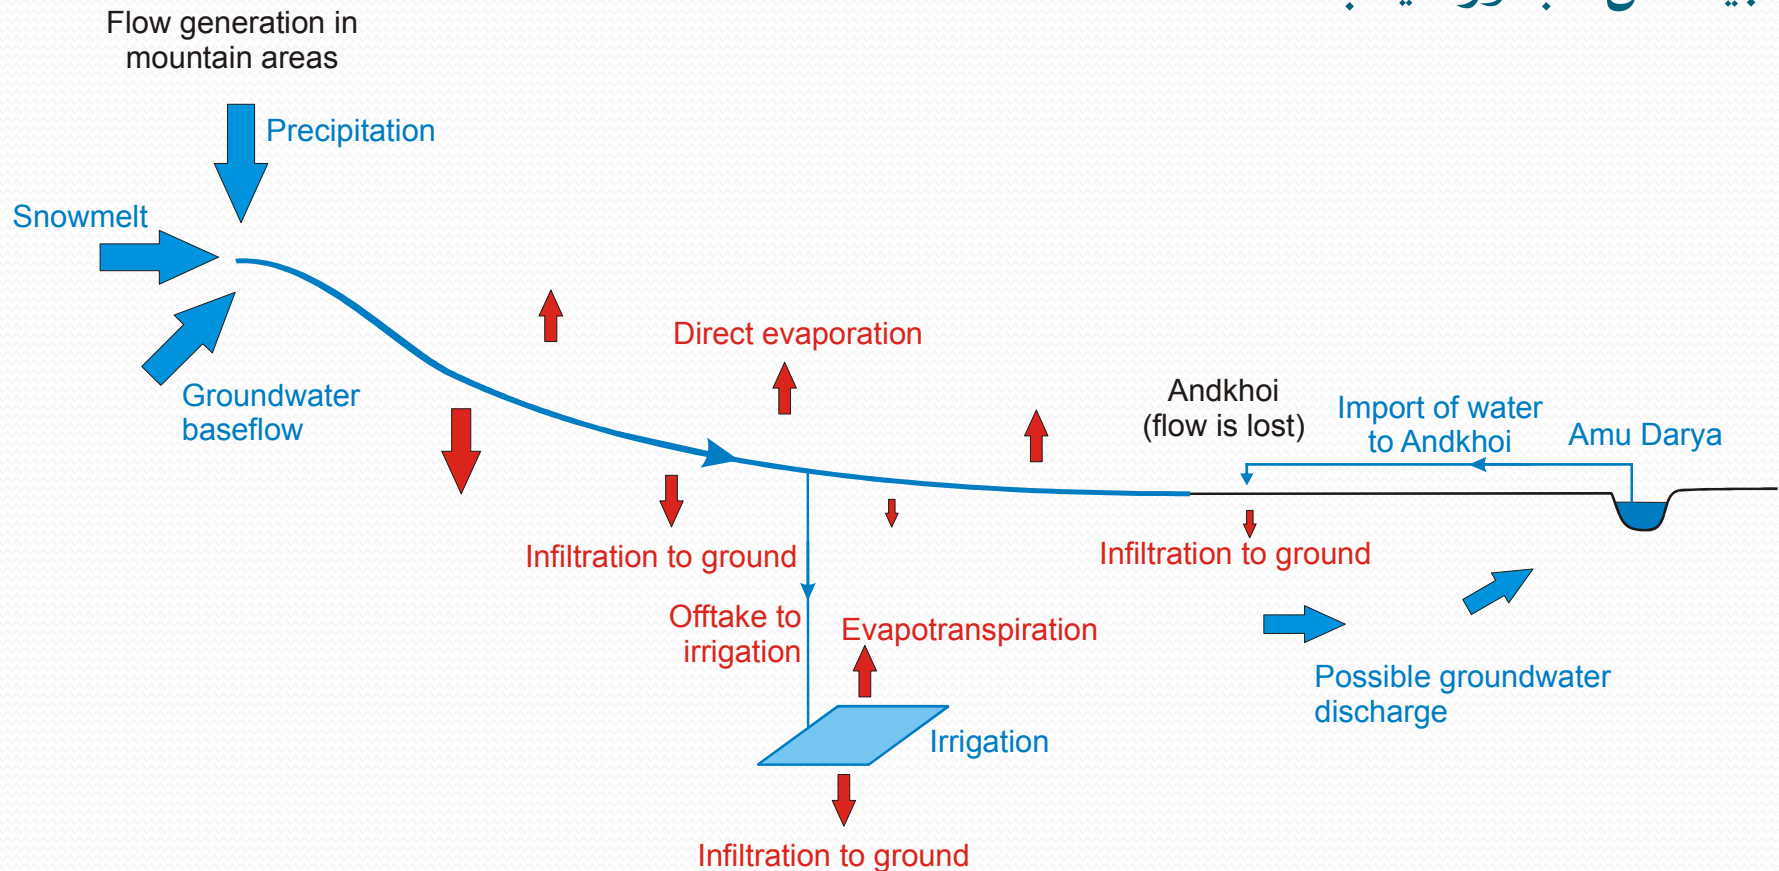 Flow generation in
mountain areas
Precipitation
Snowmelt
Groundwater
baseflow
Direct evaporation
Andkhoi
(flow is lost)
Import of water
to Andkhoi
Amu Darya
Infiltration to ground
Infiltration to ground
Offtake to
irrigation
Evapotranspiration
Possible groundwater
discharge
Irrigation
Infiltration to ground